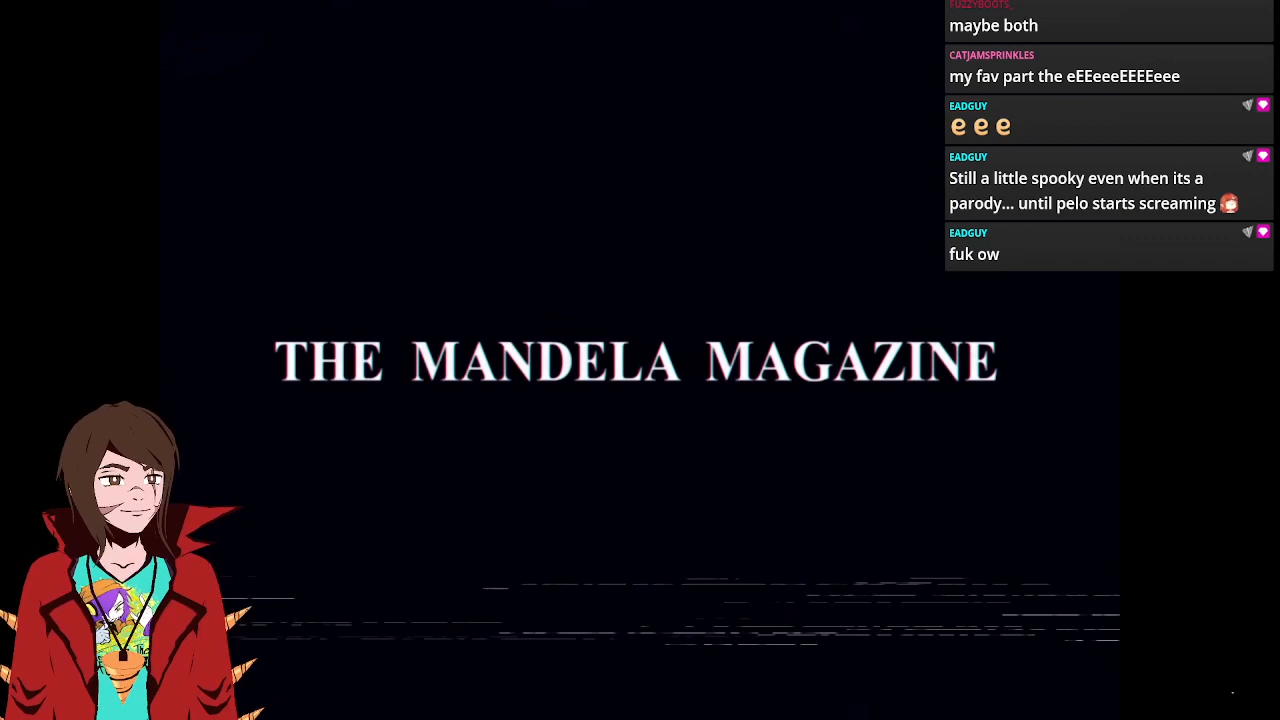 FUZZYBOOTS_
maybe both
CATJAMSPRINKLES
my fav part the eEEeeeEEEEeee
EADGUY
e e e
EADGUY
Still a little spooky even when its a
parody... until pelo starts screaming
EADGUY
fuk ow
THE MANDELA MAGAZINE